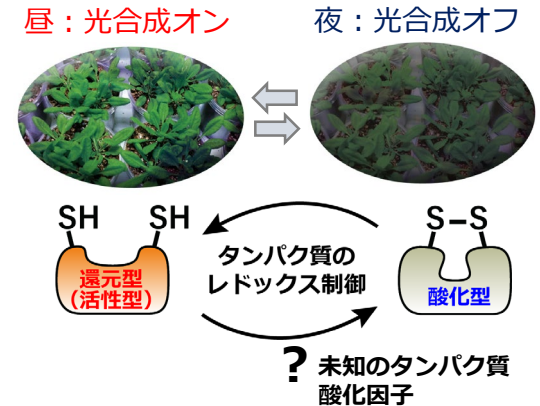 昼：光合成オン
夜：光合成オフ
SH
SH
S–S
タンパク質の
レドックス制御
還元型
（活性型）
酸化型
? 未知のタンパク質
酸化因子